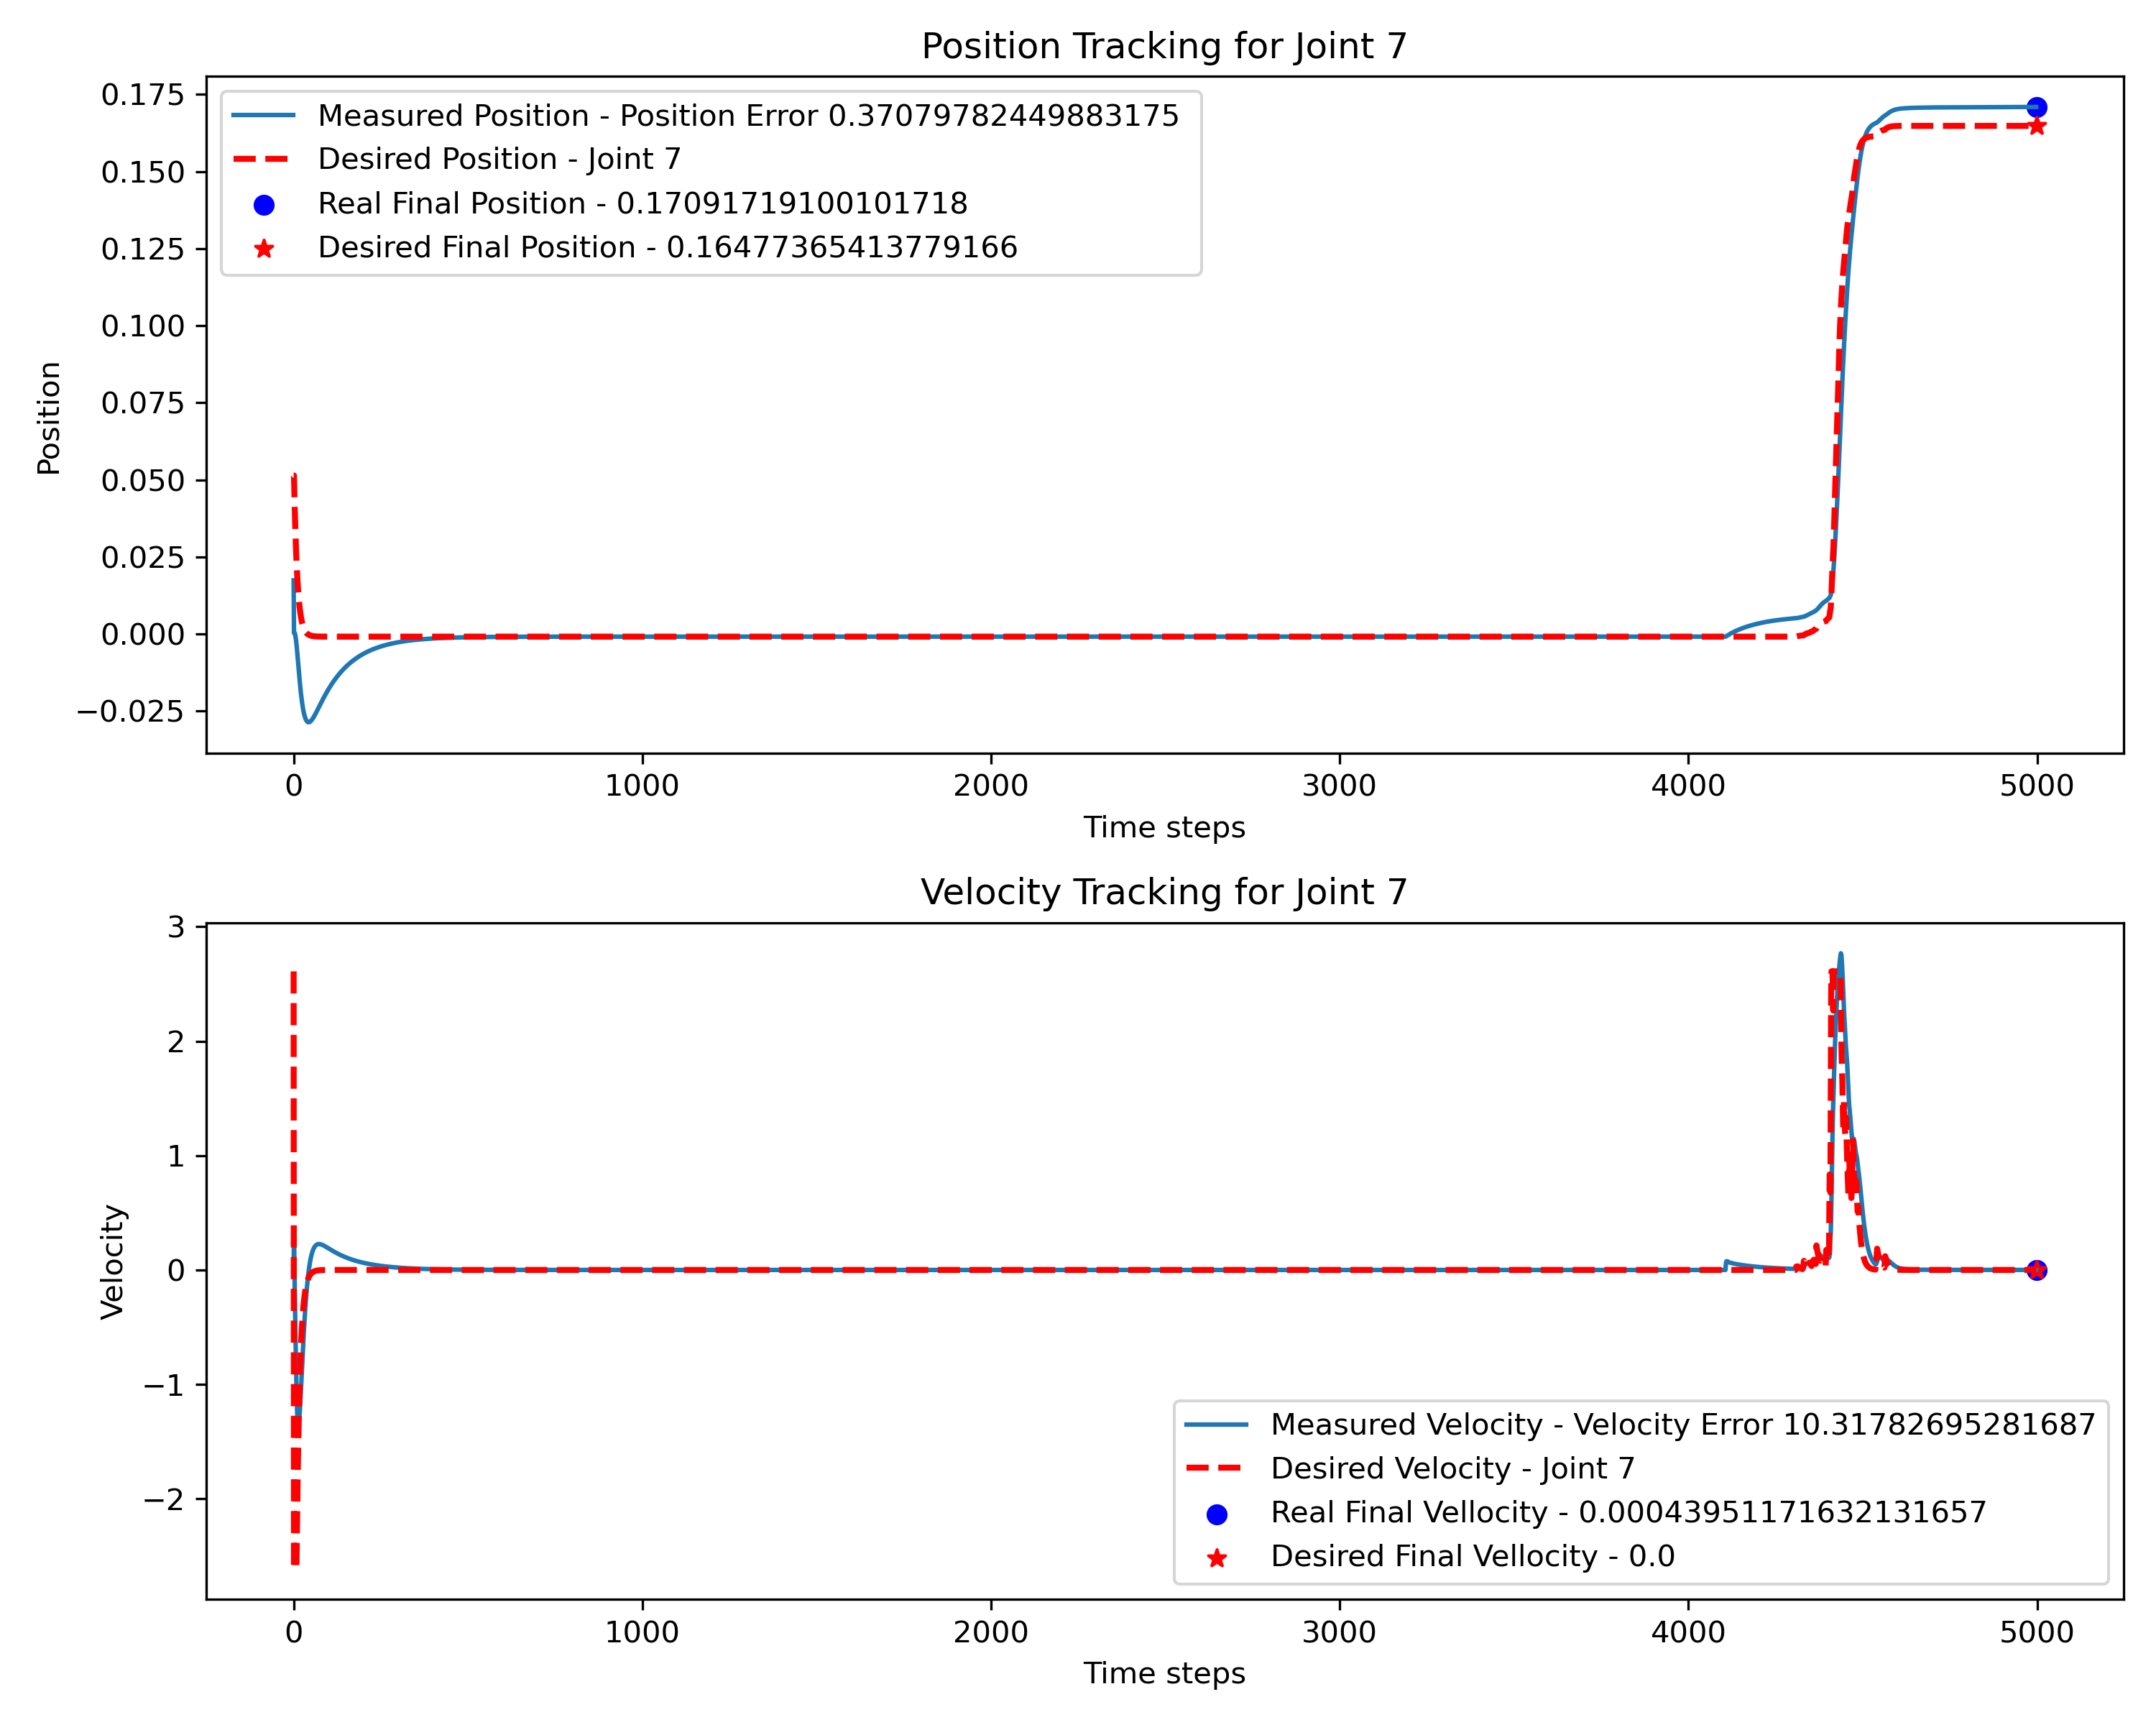 Position Tracking for Joint 7
0.175
0.150
0.125
0.100
0.075
0.050
0.025
0.000
−0.025
Position
Measured Position - Position Error 0.37079782449883175
Desired Position - Joint 7
Real Final Position - 0.17091719100101718
Desired Final Position - 0.16477365413779166
0 1000 2000 3000 4000 5000
Time steps
Velocity Tracking for Joint 7
3
2
1
0
−1
−2
Velocity
Measured Velocity - Velocity Error 10.31782695281687
Desired Velocity - Joint 7
Real Final Vellocity - 0.00043951171632131657
Desired Final Vellocity - 0.0
0 1000 2000 3000 4000 5000
Time steps